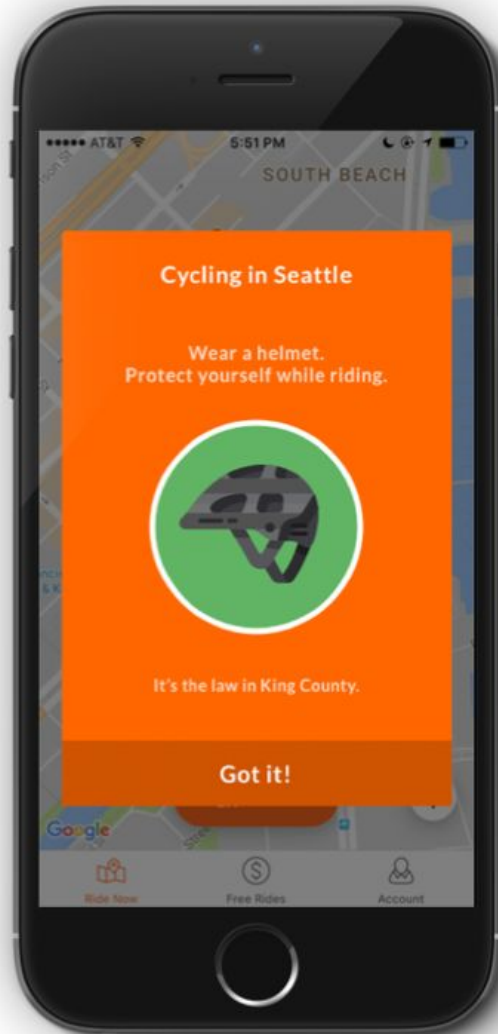 AT&T
5:51 PM
SOUTH BEACH
Cycling in Seattle
Wear a helmet.
Protect yourself while riding.
It's the law in King County.
Got it!
Google
Ride Now
Free Rides
Account